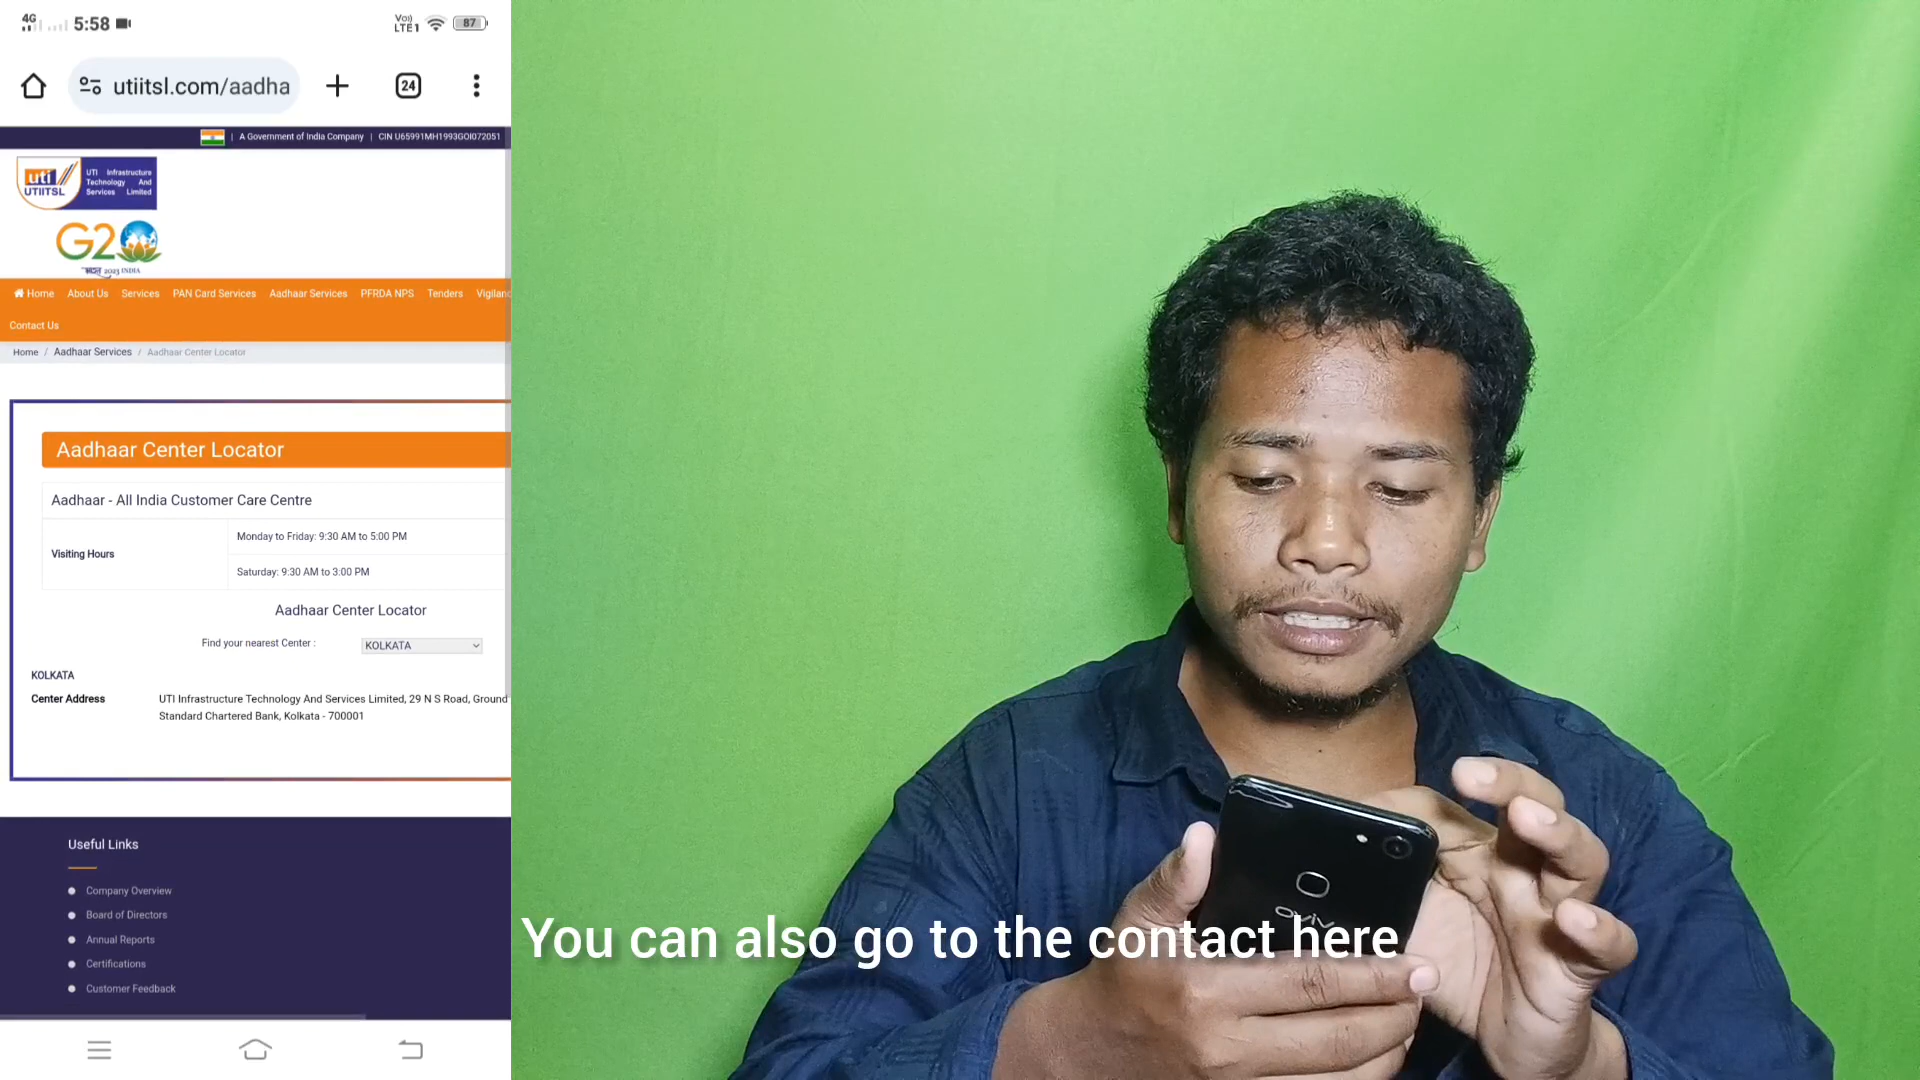 4G 5:58 Vo) LTE1 87
utiitsl.com/aadha 24
| A Government of India Company | CIN U65991MH1993GOI072051
uti UTIITSL
UTI Infrastructure
Technology And
Services Limited
G20
भारत 2023 INDIA
Home About Us Services PAN Card Services Aadhaar Services PFRDA NPS Tenders Vigilanc
Contact Us
Home / Aadhaar Services / Aadhaar Center Locator
Aadhaar Center Locator
Aadhaar - All India Customer Care Centre
Visiting Hours
Monday to Friday: 9:30 AM to 5:00 PM
Saturday: 9:30 AM to 3:00 PM
Aadhaar Center Locator
Find your nearest Center : KOLKATA
KOLKATA
Center Address UTI Infrastructure Technology And Services Limited, 29 N S Road, Ground
Standard Chartered Bank, Kolkata - 700001
Useful Links
Company Overview
Board of Directors
Annual Reports
Certifications
Customer Feedback
vivo
You can also go to the contact here